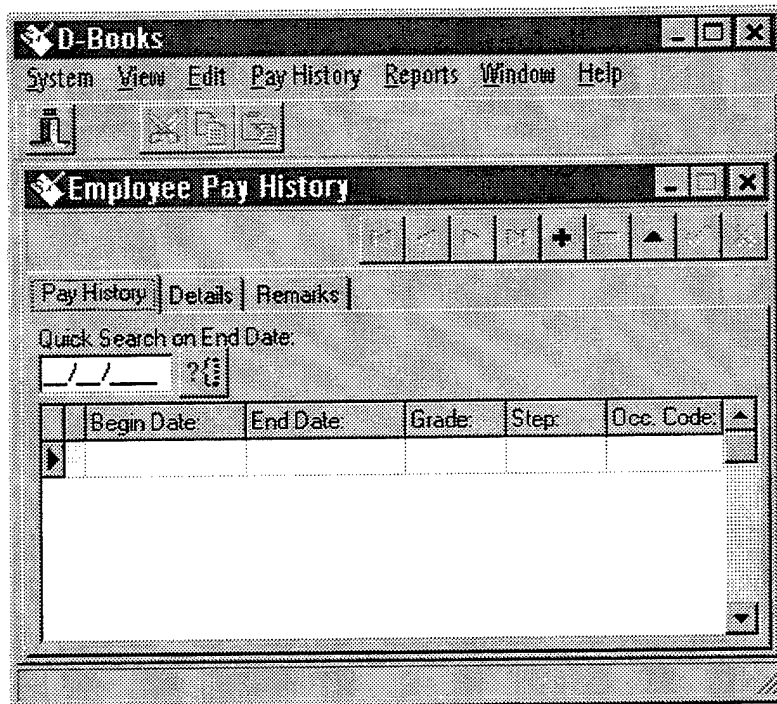 D-Books
System View Edit Pay History Reports Window Help
Employee Pay History
Pay History Details Remarks
Quick Search on End Date:
__/__/____ ?{}
Begin Date: End Date: Grade: Step: Occ. Code: